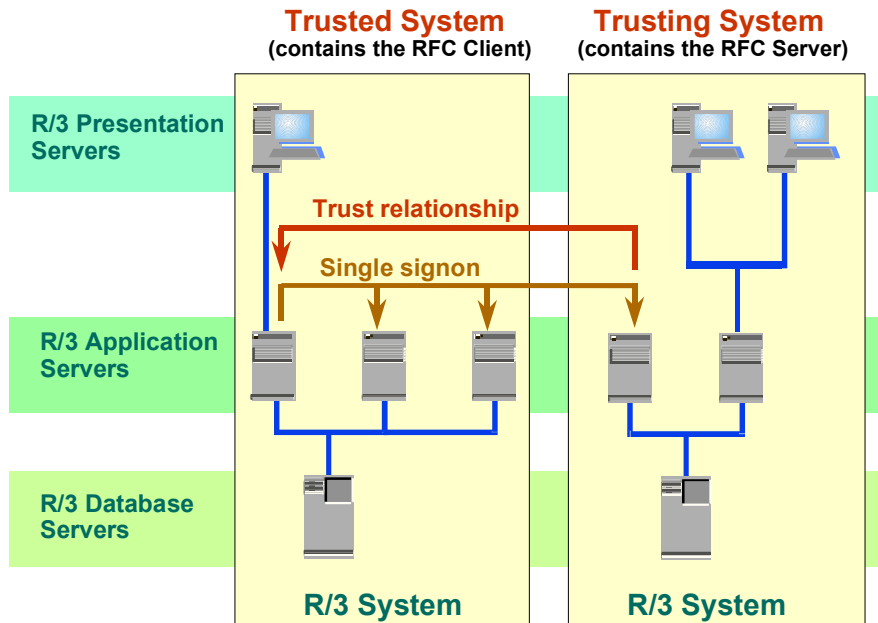 Trusted System
(contains the RFC Client)
Trusting System
(contains the RFC Server)
R/3 Presentation
Servers
Trust relationship
Single signon
R/3 Application
Servers
R/3 Database
Servers
R/3 System
R/3 System